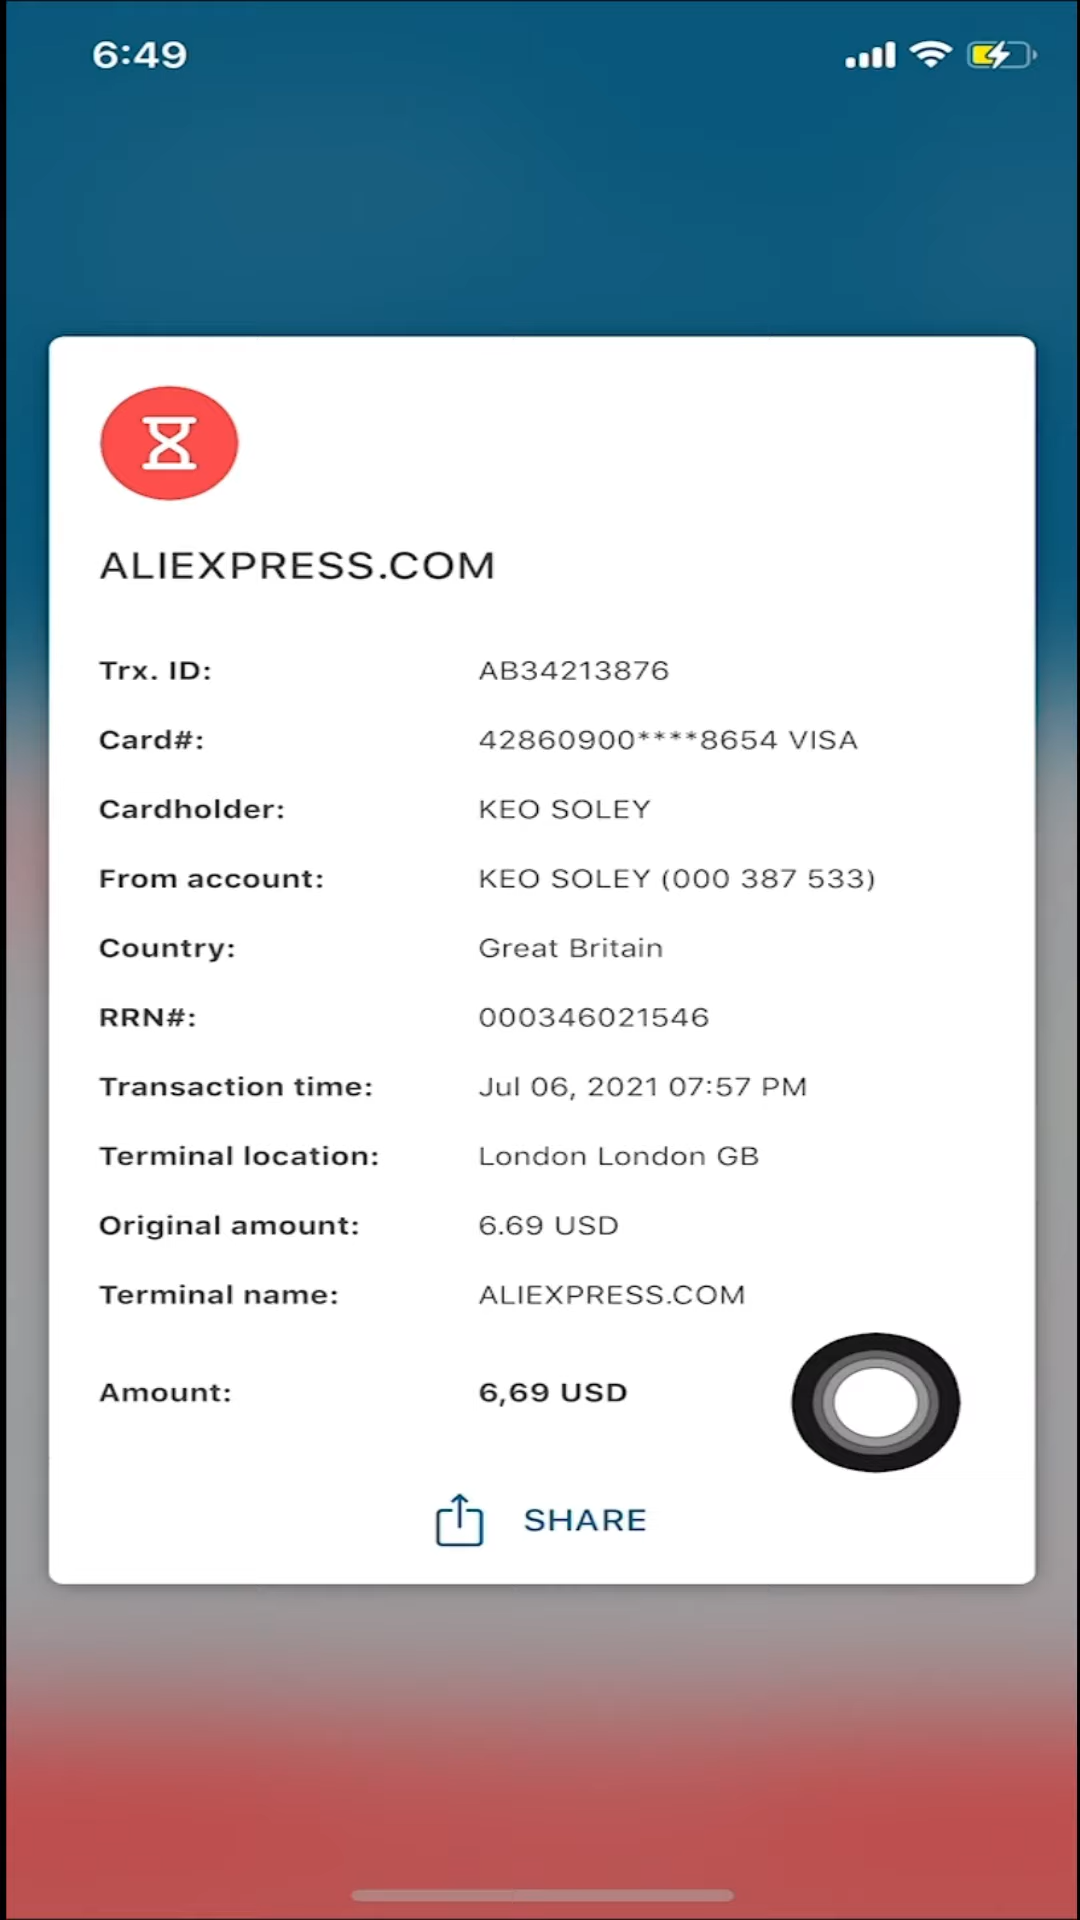 6:49
ALIEXPRESS.COM
Trx. ID: AB34213876
Card#: 42860900****8654 VISA
Cardholder: KEO SOLEY
From account: KEO SOLEY (000 387 533)
Country: Great Britain
RRN#: 000346021546
Transaction time: Jul 06, 2021 07:57 PM
Terminal location: London London GB
Original amount: 6.69 USD
Terminal name: ALIEXPRESS.COM
Amount: 6,69 USD
SHARE